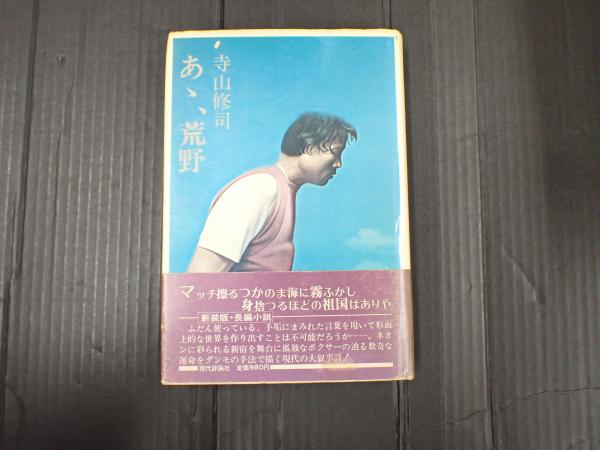 寺山修司
あゝ、荒野
マッチ擦るつかのま海に霧ふかし
身捨つるほどの祖国はありや
新装版・長編小説
ふだん使っている、手垢にまみれた言葉を用いて形而
上的な世界を作り出すことは不可能だろうか……。ネオ
ンに彩られる新宿を舞台に孤独なボクサーの辿る数奇な
運命をダンモの手法で描く現代の大叙事詩！
現代評論社 定価980円